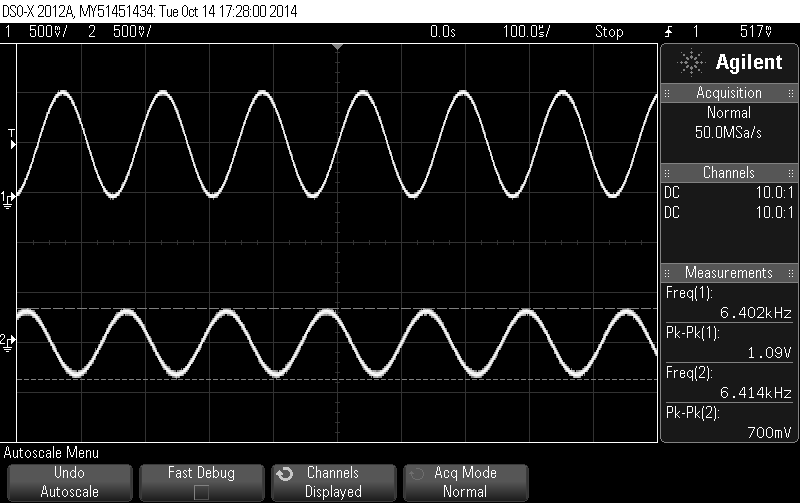 DSO-X 2012A, MY51451434: Tue Oct 14 17:28:00 2014
1 500mV/ 2 500mV/ 0.0s 100.0us/ Stop 1 517mV
Agilent
Acquisition
Normal
50.0MSa/s
Channels
DC 10.0:1
DC 10.0:1
Measurements
Freq(1):
6.402kHz
Pk-Pk(1):
1.09V
Freq(2):
6.414kHz
Pk-Pk(2):
700mV
T
1
2
Autoscale Menu
Undo
Autoscale
Fast Debug
Channels
Displayed
Acq Mode
Normal